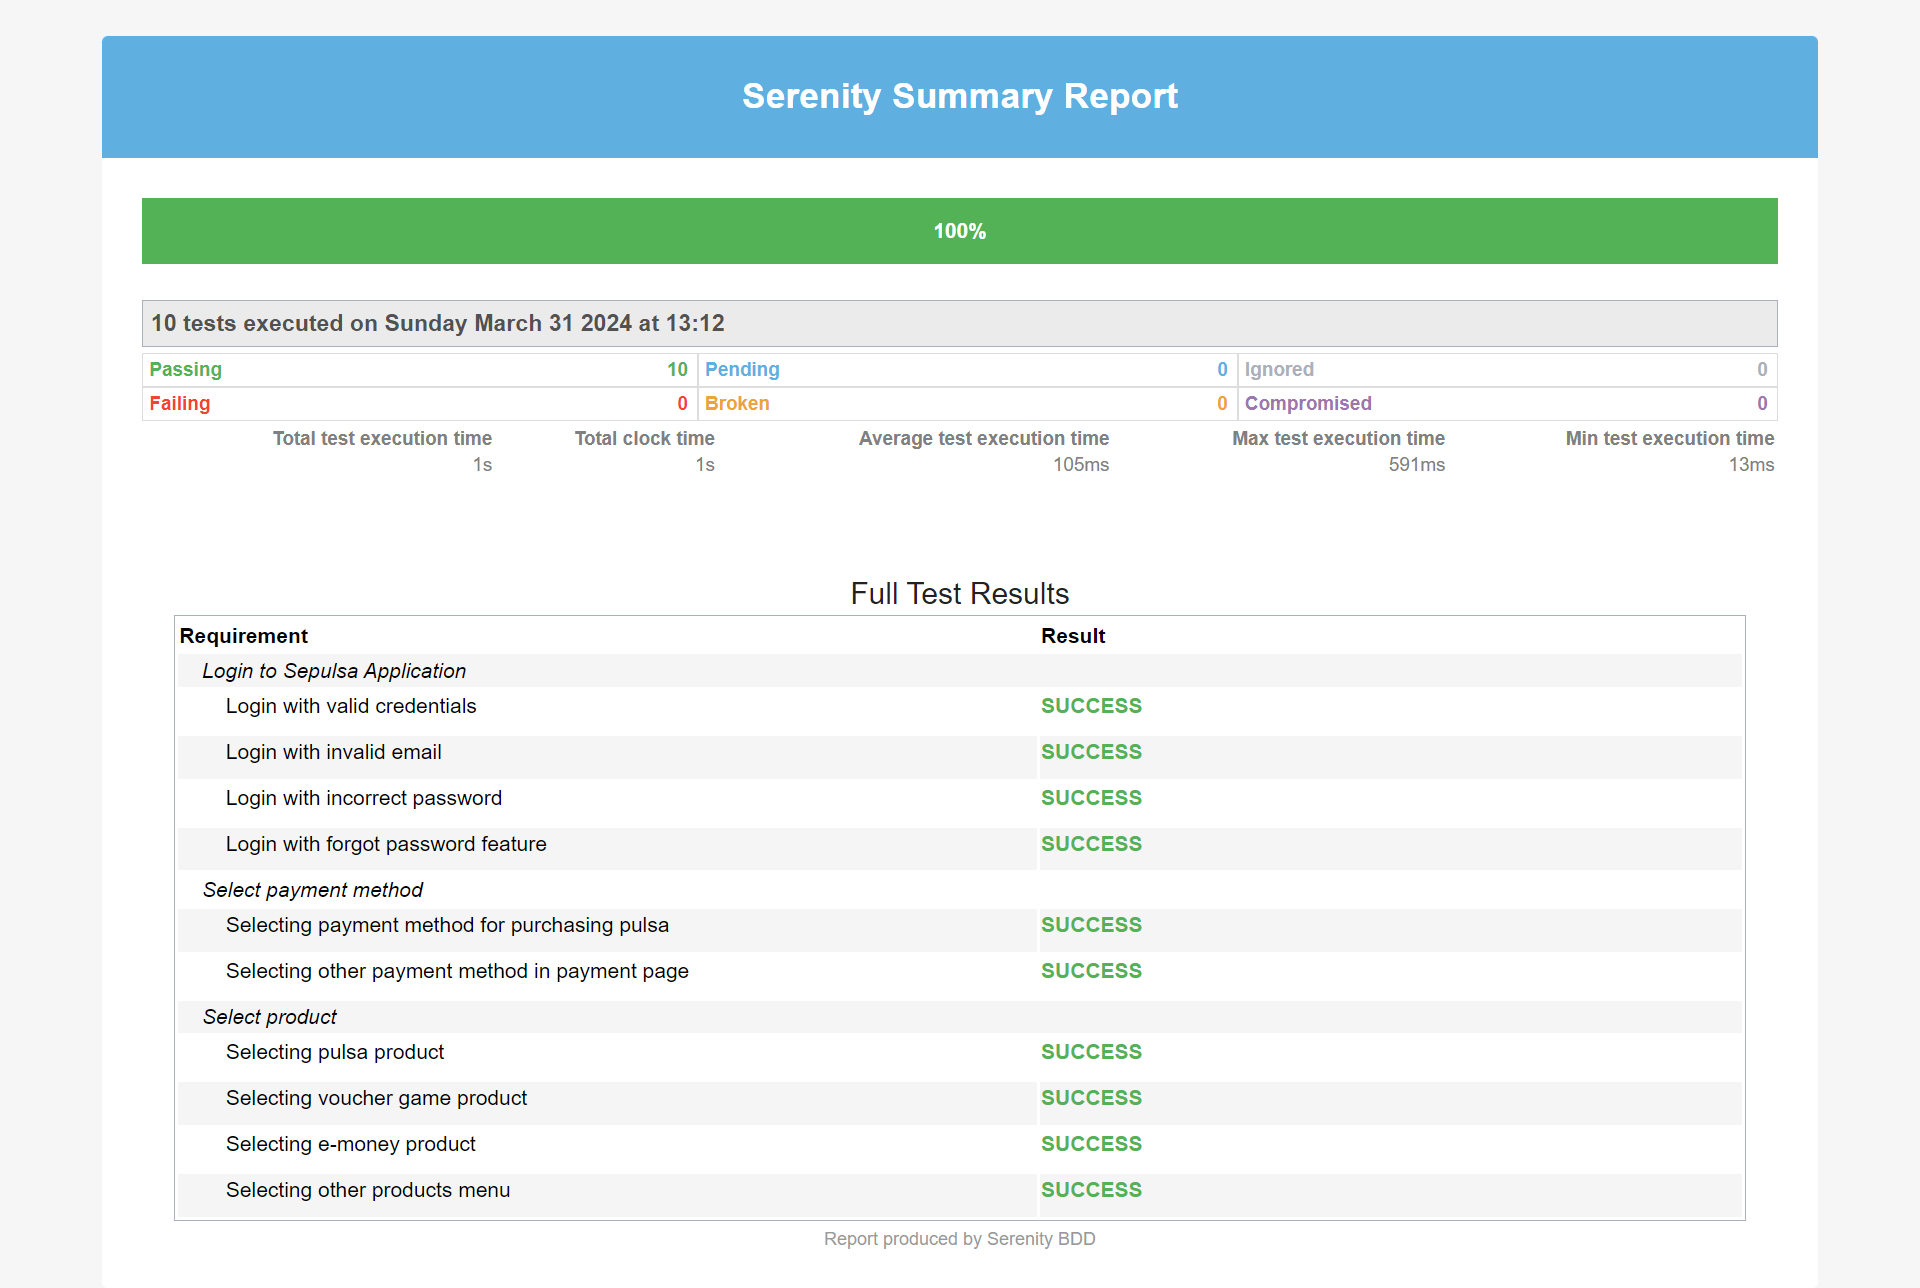 Serenity Summary Report
100%
10 tests executed on Sunday March 31 2024 at 13:12
Passing 10 Pending 0 Ignored 0
Failing 0 Broken 0 Compromised 0
Total test execution time Total clock time Average test execution time Max test execution time Min test execution time
1s 1s 105ms 591ms 13ms
Full Test Results
Requirement Result
Login to Sepulsa Application
Login with valid credentials SUCCESS
Login with invalid email SUCCESS
Login with incorrect password SUCCESS
Login with forgot password feature SUCCESS
Select payment method
Selecting payment method for purchasing pulsa SUCCESS
Selecting other payment method in payment page SUCCESS
Select product
Selecting pulsa product SUCCESS
Selecting voucher game product SUCCESS
Selecting e-money product SUCCESS
Selecting other products menu SUCCESS
Report produced by Serenity BDD